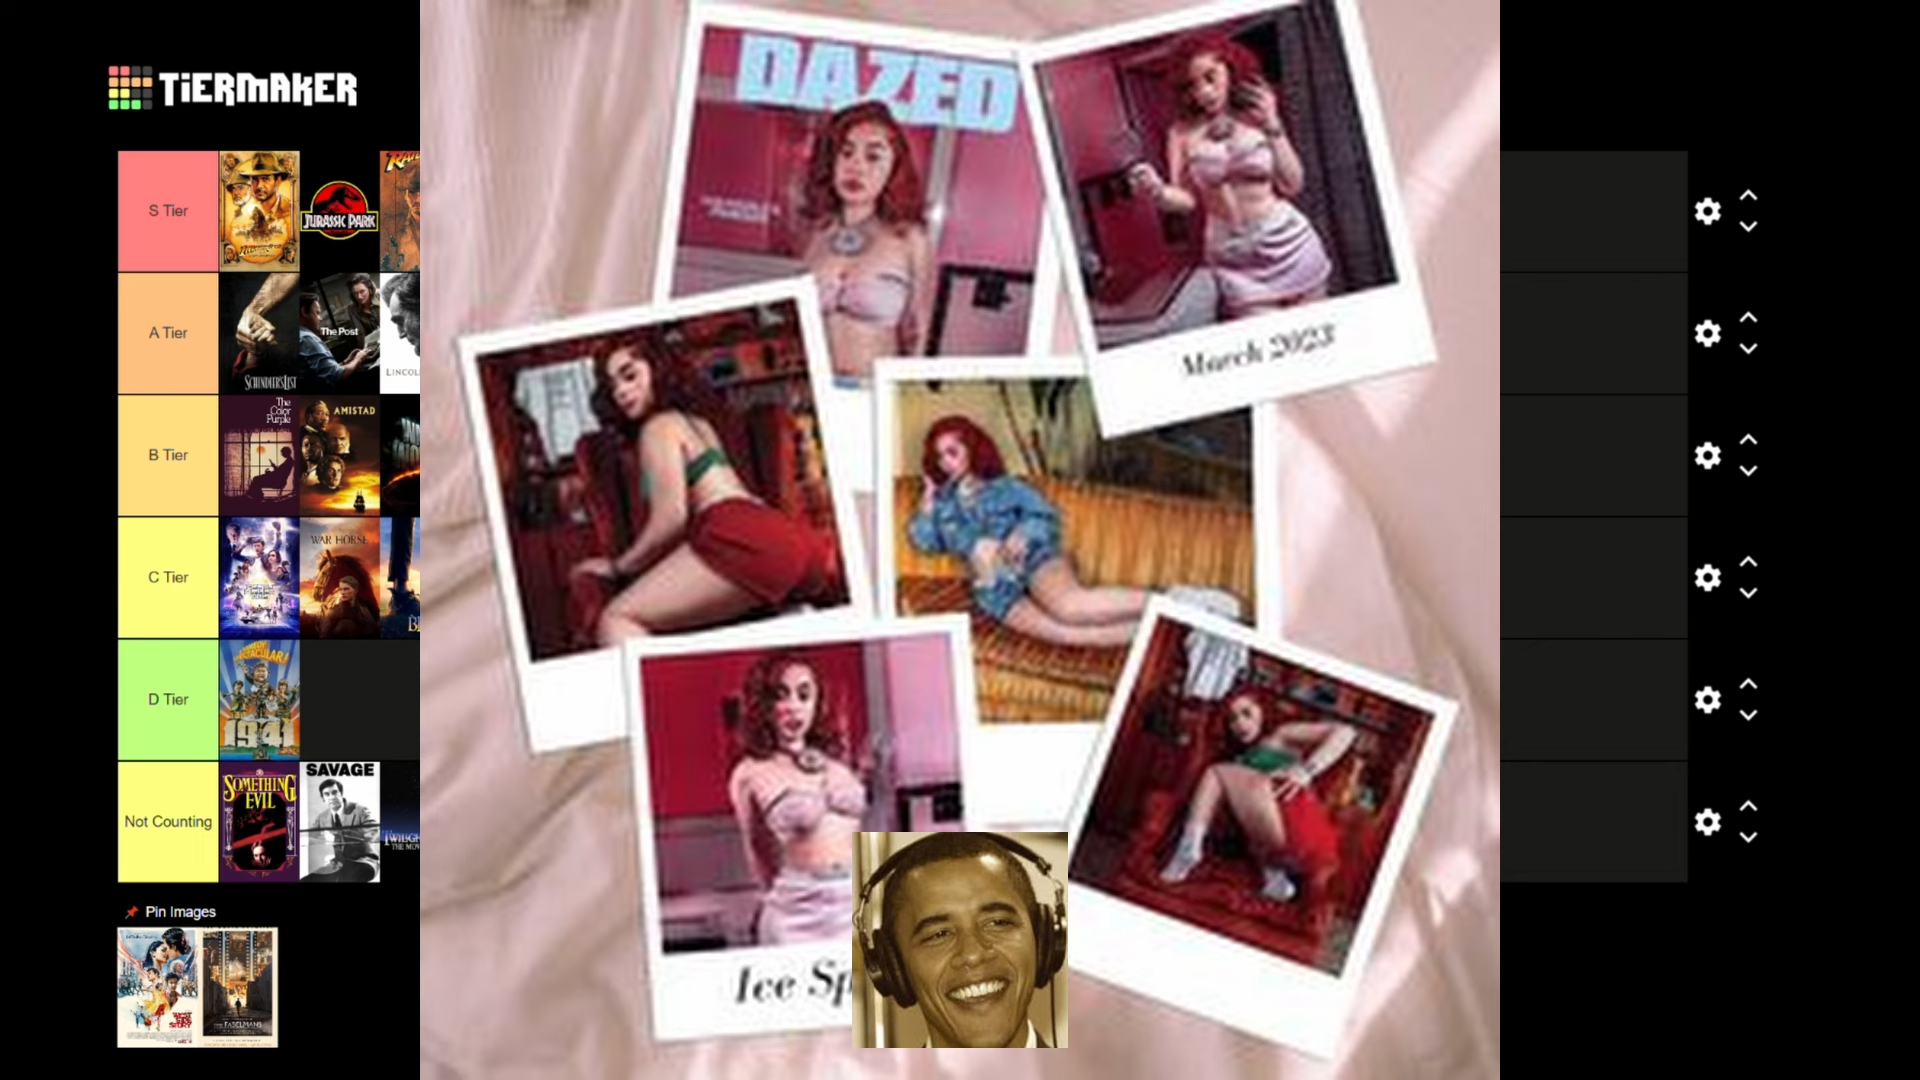 TiERMAKER
S Tier
JURASSIC PARK
A Tier
SCHINDLER'S LIST
The Post
B Tier
The
Color
Purple
AMISTAD
C Tier
WAR HORSE
D Tier
1941
Not Counting
SOMETHING
EVIL
SAVAGE
Pin Images
DAZED
March 2023
Ice Sp